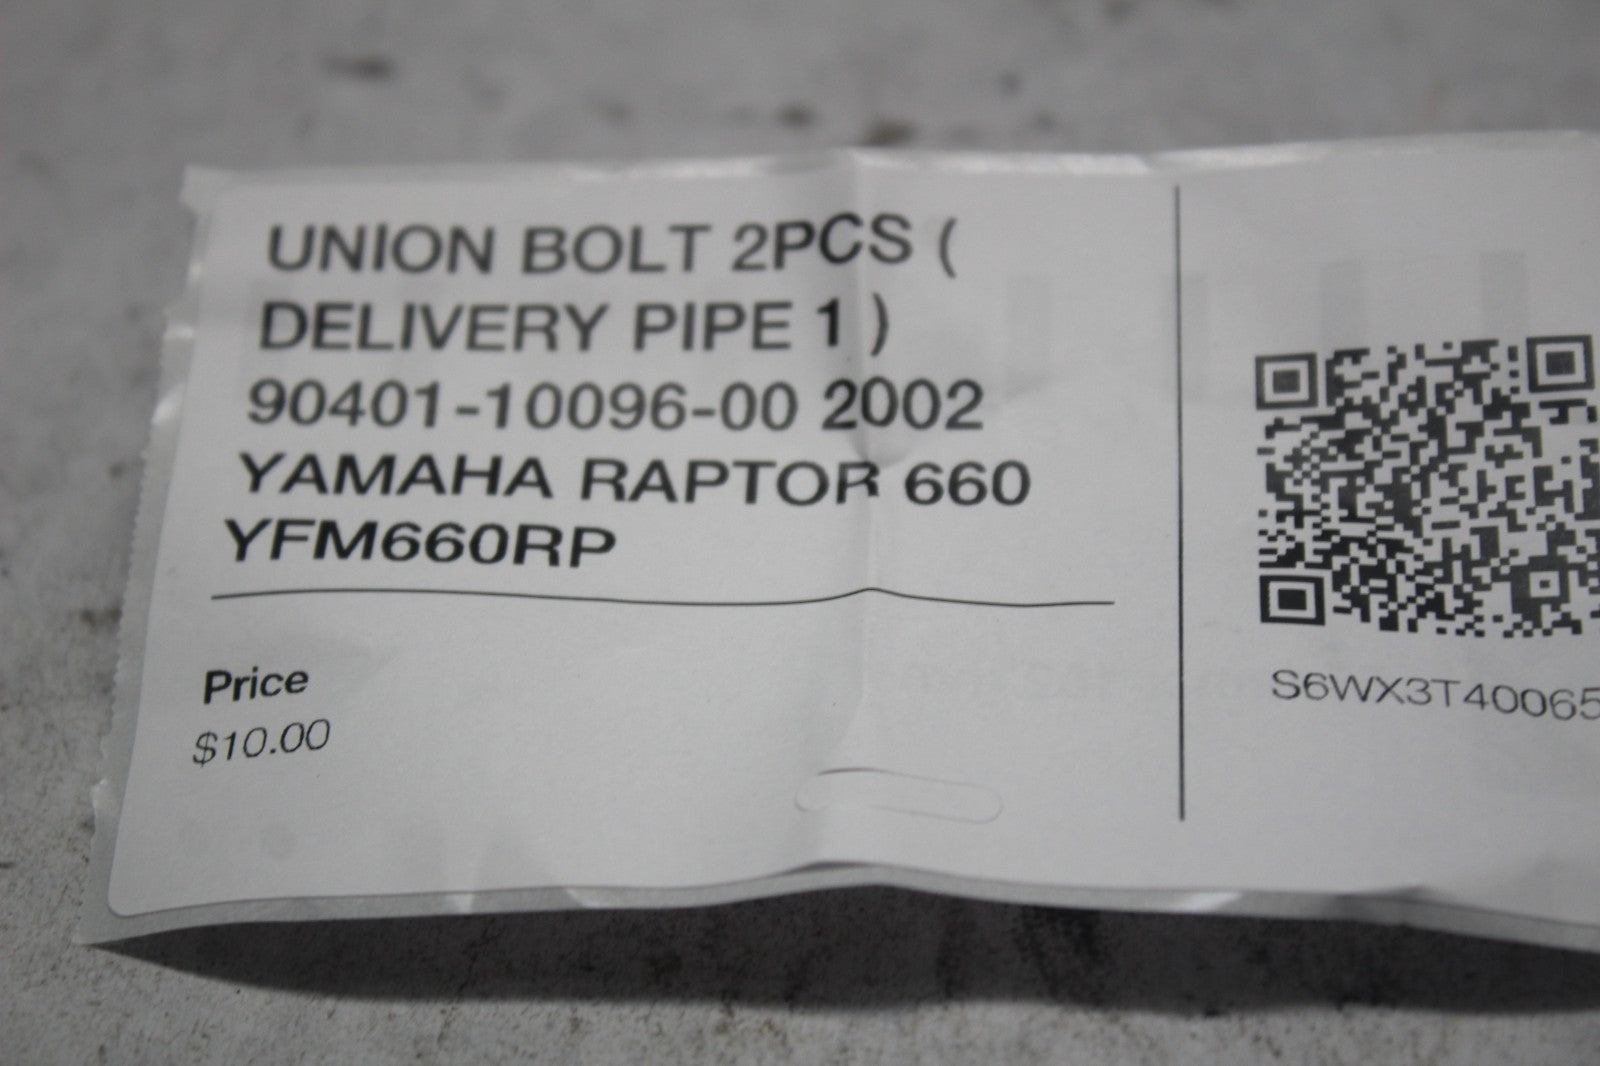 UNION BOLT 2PCS (
DELIVERY PIPE 1 )
90401-10096-00 2002
YAMAHA RAPTOR 660
YFM660RP
Price
$10.00
S6WX3T40065